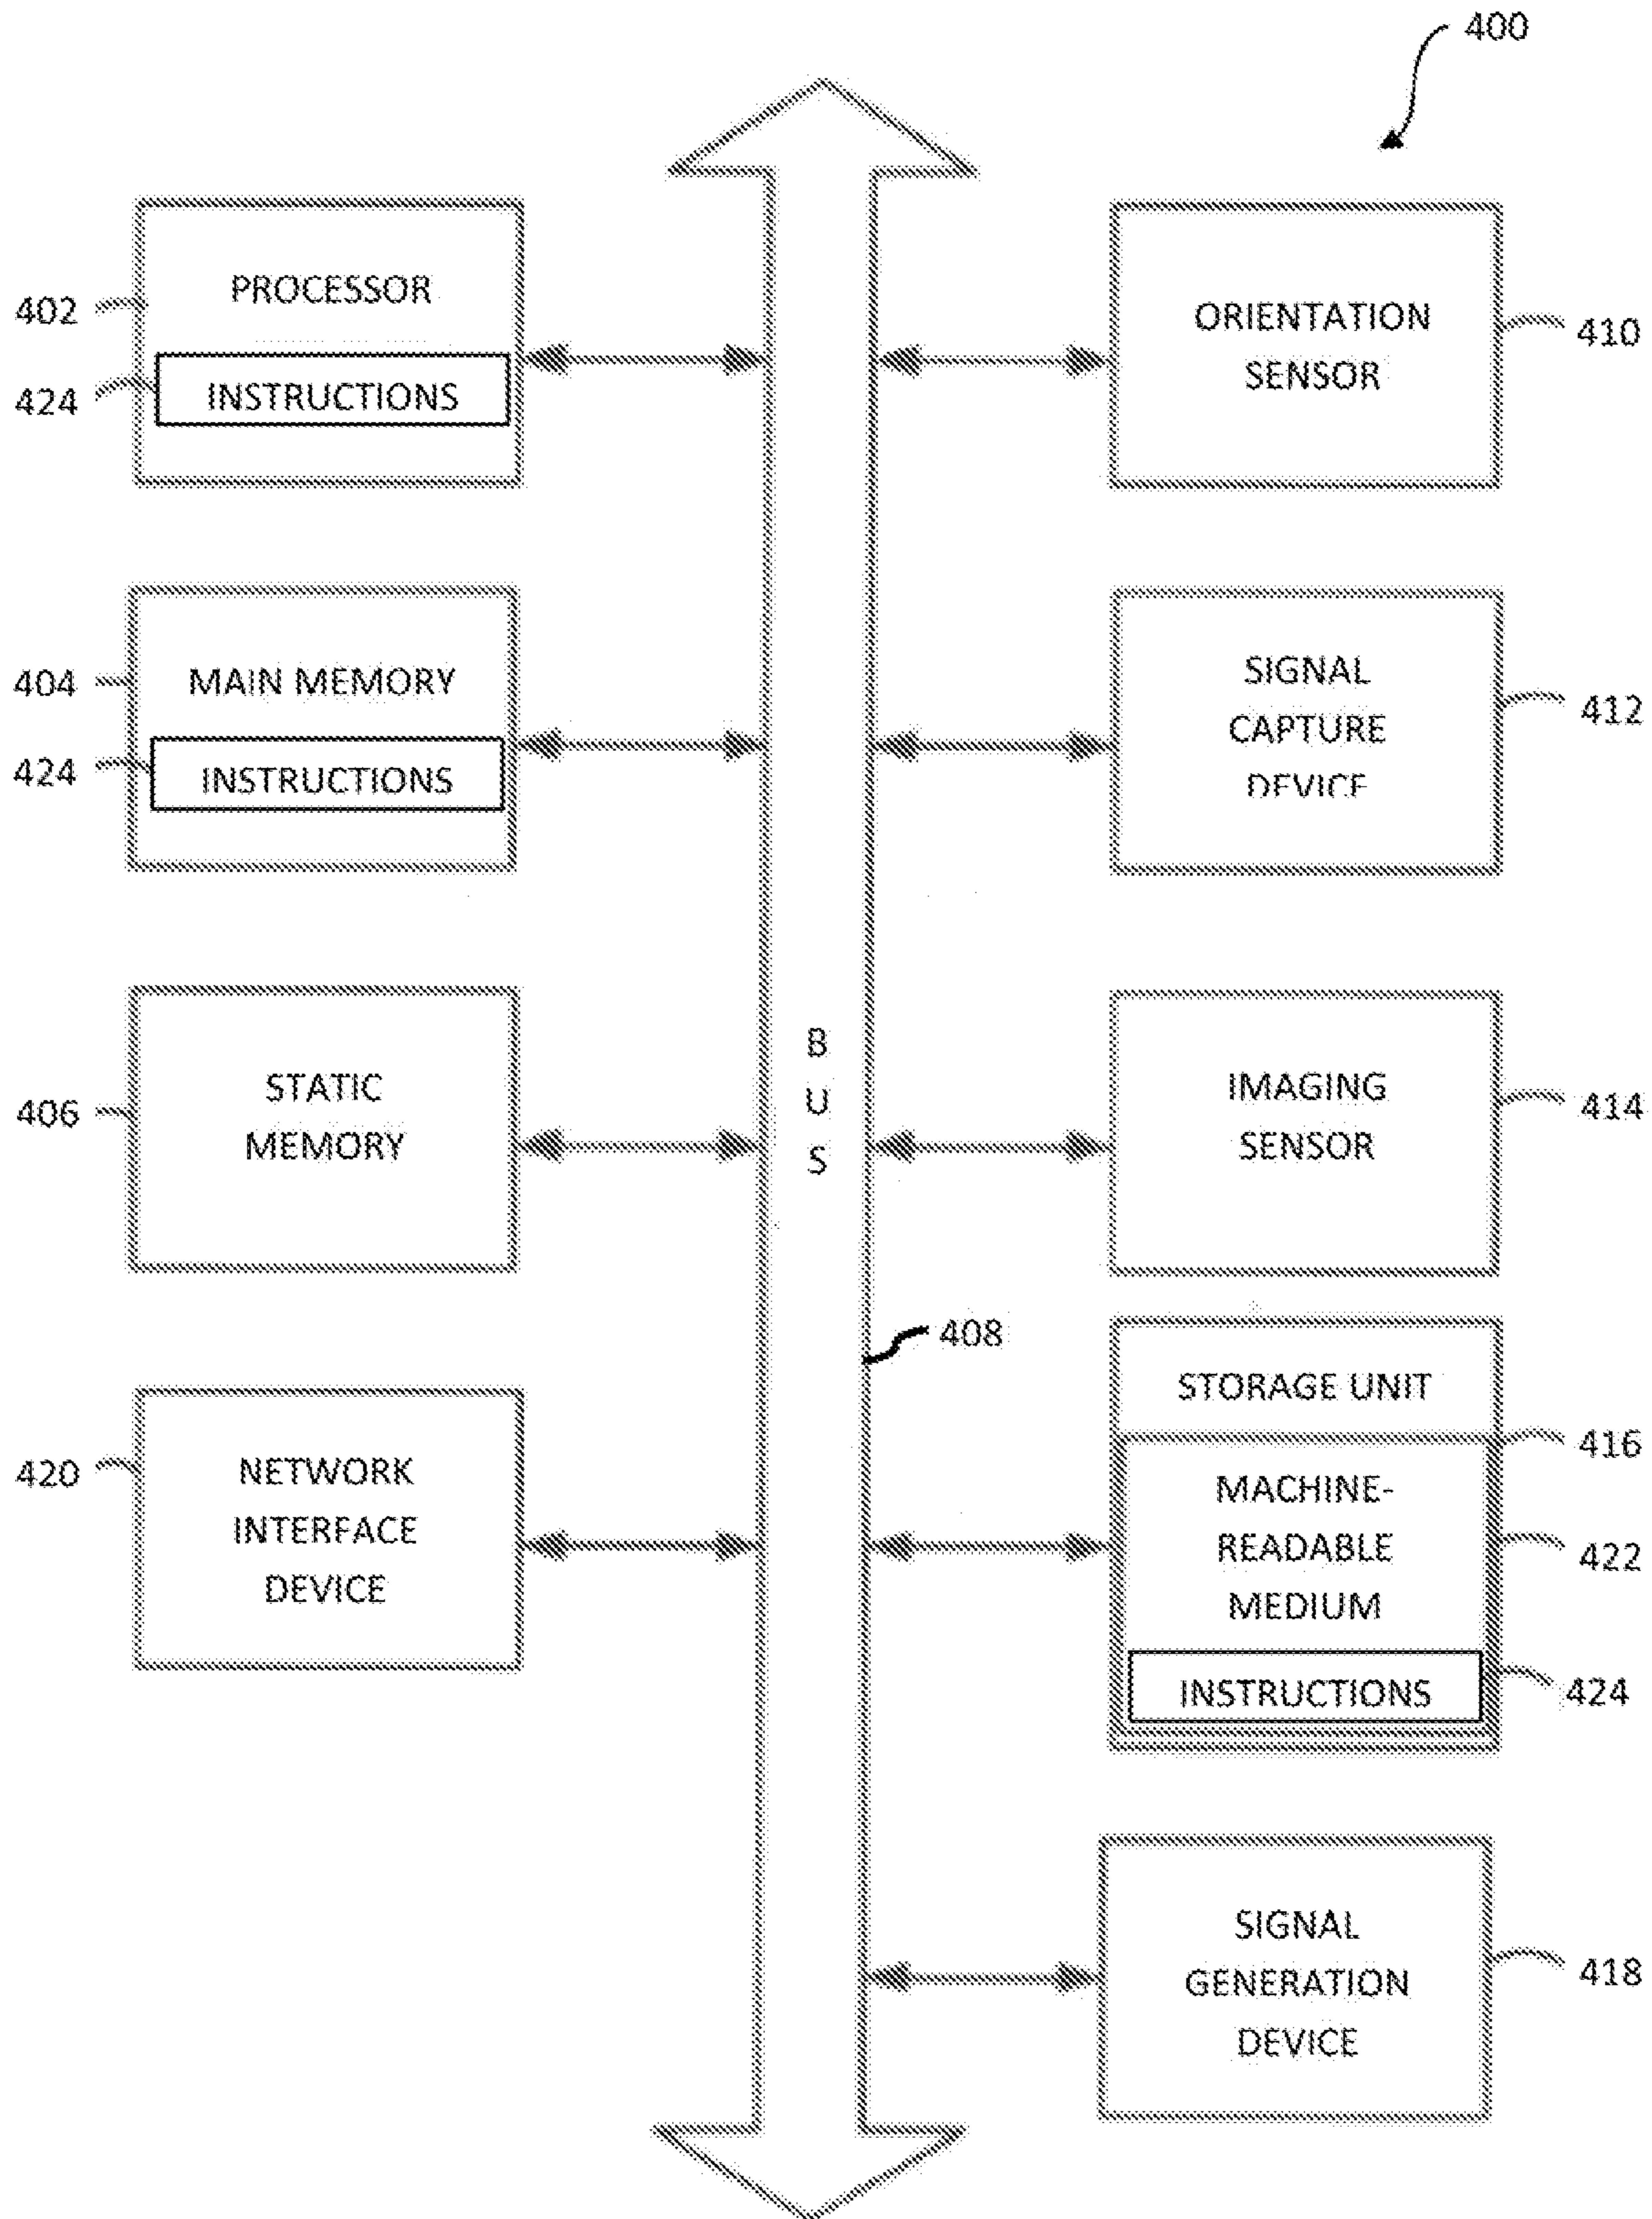 400
PROCESSOR
402
INSTRUCTIONS
424
MAIN MEMORY
404
INSTRUCTIONS
424
STATIC
MEMORY
406
NETWORK
INTERFACE
DEVICE
420
B
U
S
408
ORIENTATION
SENSOR
410
SIGNAL
CAPTURE
DEVICE
412
IMAGING
SENSOR
414
STORAGE UNIT
416
MACHINE-
READABLE
MEDIUM
422
INSTRUCTIONS
424
SIGNAL
GENERATION
DEVICE
418